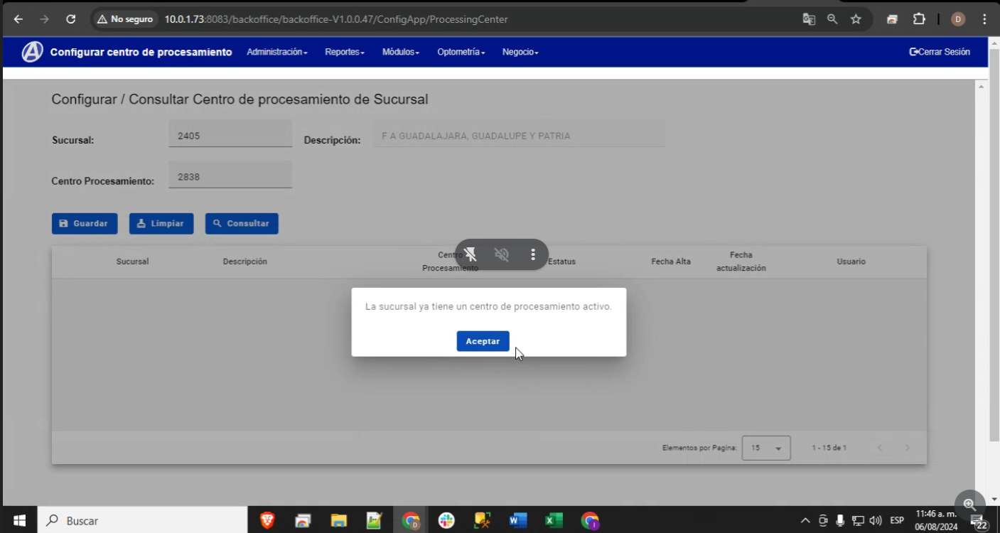 No seguro
10.0.1.73:8083/backoffice/backoffice-V1.0.0.47/ConfigApp/ProcessingCenter
D
A
Configurar centro de procesamiento
Administración
Reportes
Módulos
Optometría
Negocio
Cerrar Sesión
Configurar / Consultar Centro de procesamiento de Sucursal
Sucursal:
2405
Descripción:
F A GUADALAJARA, GUADALUPE Y PATRIA
Centro Procesamiento:
2838
Guardar
Limpiar
Consultar
Sucursal
Descripción
Centro
Procesamiento
Estatus
Fecha Alta
Fecha
actualización
Usuario
La sucursal ya tiene un centro de procesamiento activo.
Aceptar
Elementos por Pagina:
15
1 - 15 de 1
Buscar
ESP
11:46 a. m.
06/08/2024
22